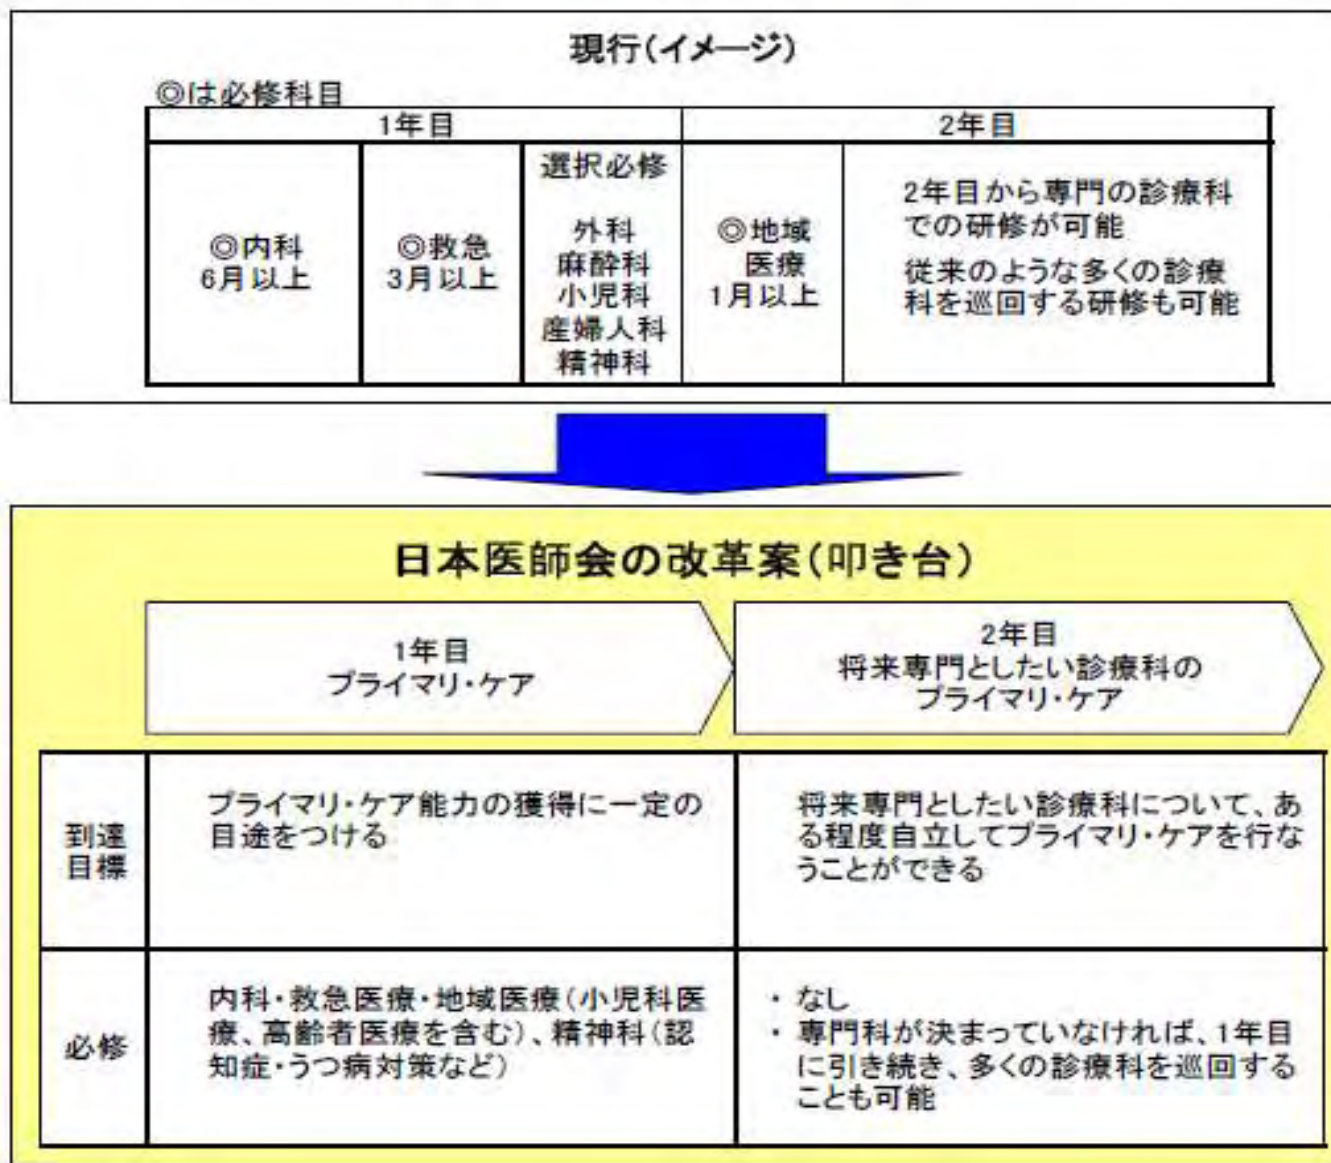 現行(イメージ)
◎は必修科目
1年目
2年目
◎内科
6月以上
◎救急
3月以上
選択必修
外科
麻酔科
小児科
産婦人科
精神科
◎地域
医療
1月以上
2年目から専門の診療科
での研修が可能
従来のような多くの診療
科を巡回する研修も可能
日本医師会の改革案(叩き台)
1年目
プライマリ・ケア
2年目
将来専門としたい診療科の
プライマリ・ケア
到達
目標
プライマリ・ケア能力の獲得に一定の
目途をつける
将来専門としたい診療科について、あ
る程度自立してプライマリ・ケアを行な
うことができる
必修
内科・救急医療・地域医療(小児科医
療、高齢者医療を含む)、精神科(認
知症・うつ病対策など)
・ なし
・ 専門科が決まっていなければ、1年目
に引き続き、多くの診療科を巡回する
ことも可能